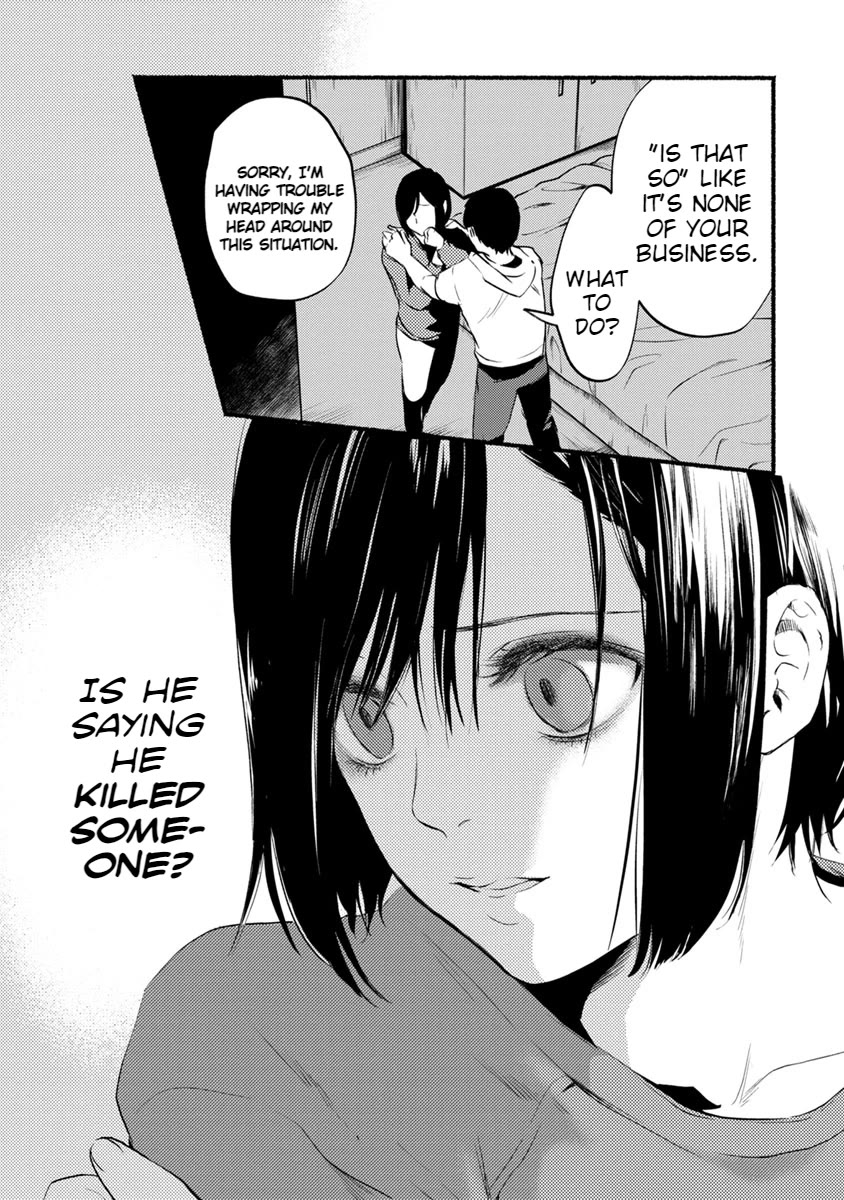 "IS THAT
SO" LIKE
IT'S NONE
OF YOUR
BUSINESS.
WHAT
TO
DO?
SORRY, I'M
HAVING TROUBLE
WRAPPING MY
HEAD AROUND
THIS SITUATION.
IS HE
SAYING
HE
KILLED
SOME-
ONE?